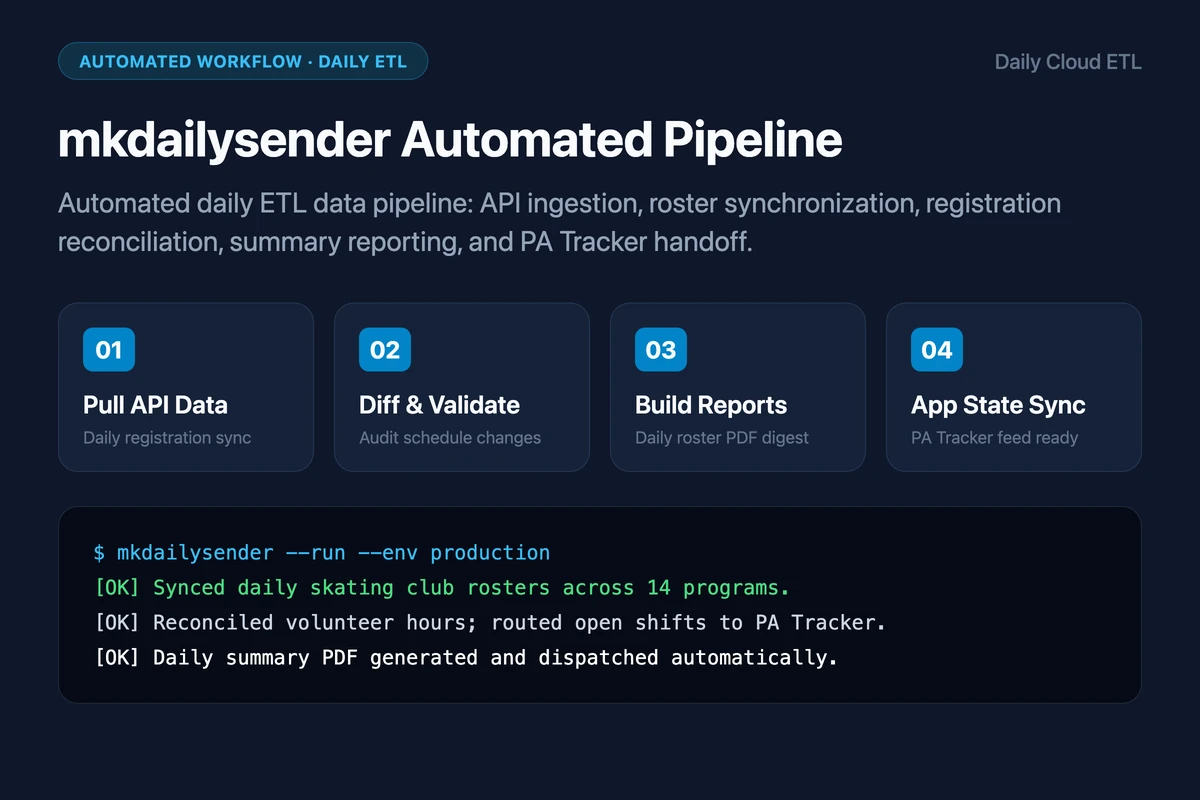 AUTOMATED WORKFLOW · DAILY ETL
Daily Cloud ETL
mkdailysender Automated Pipeline
Automated daily ETL data pipeline: API ingestion, roster synchronization, registration
reconciliation, summary reporting, and PA Tracker handoff.
01
Pull API Data
Daily registration sync
02
Diff & Validate
Audit schedule changes
03
Build Reports
Daily roster PDF digest
04
App State Sync
PA Tracker feed ready
$ mkdailysender --run --env production
[OK] Synced daily skating club rosters across 14 programs.
[OK] Reconciled volunteer hours; routed open shifts to PA Tracker.
[OK] Daily summary PDF generated and dispatched automatically.